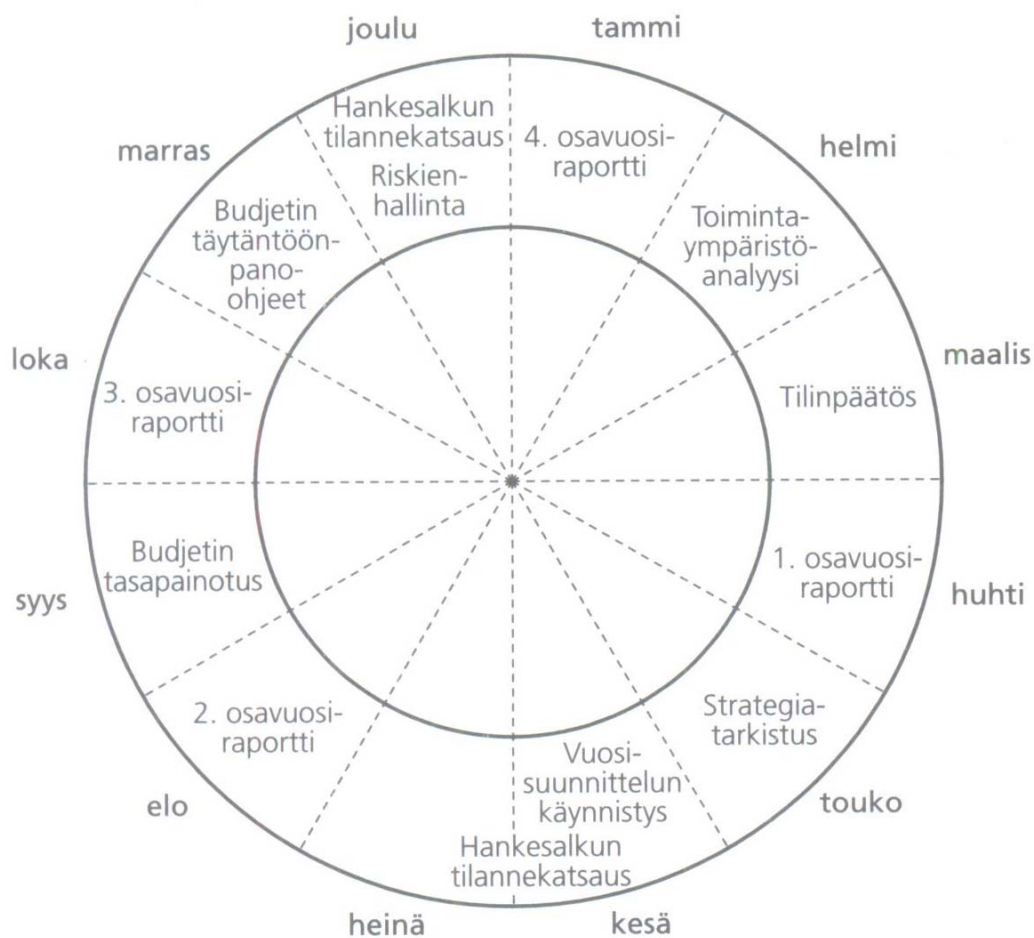 joulu
tammi
Hankesalkun
tilannekatsaus
Riskien-
hallinta
4. osavuosi-
raportti
helmi
Toiminta-
ympäristö-
analyysi
maalis
Tilinpäätös
huhti
1. osavuosi-
raportti
touko
Strategia-
tarkistus
kesä
Vuosi-
suunnittelun
käynnistys
Hankesalkun
tilannekatsaus
heinä
elo
2. osavuosi-
raportti
syys
Budjetin
tasapainotus
loka
3. osavuosi-
raportti
marras
Budjetin
täytäntöön-
pano-
ohjeet